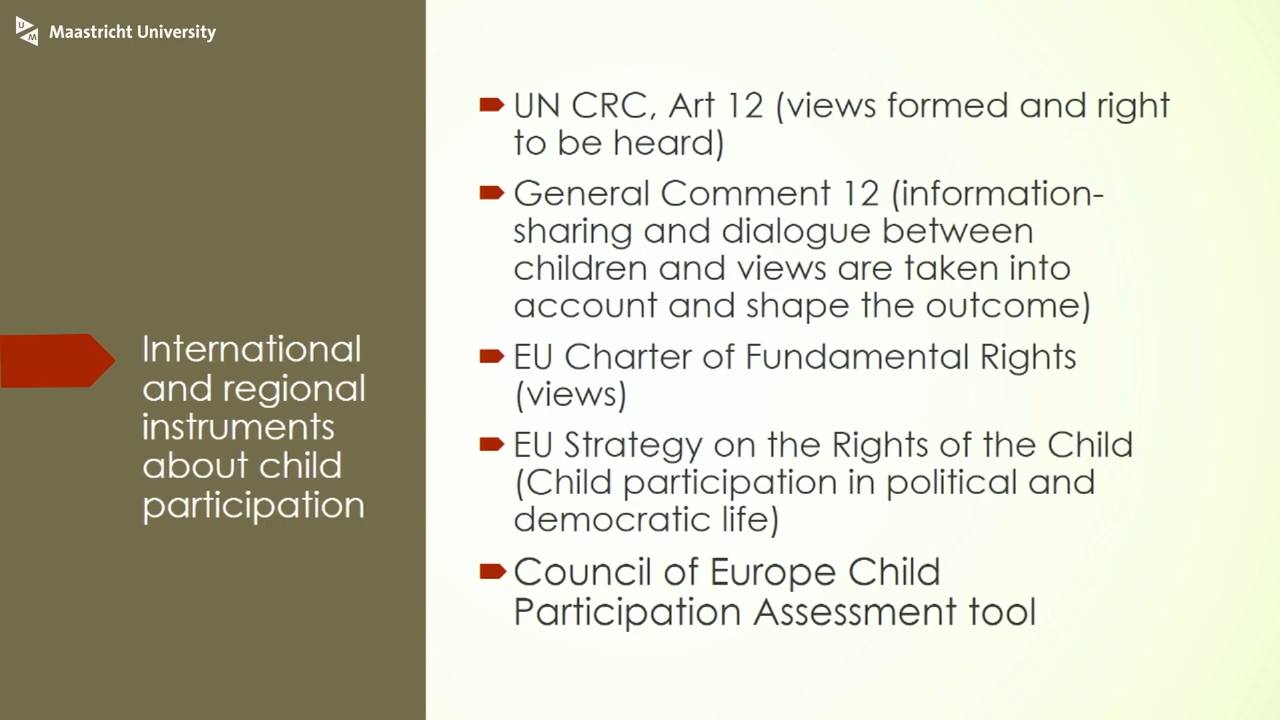 U
M
Maastricht University
International
and regional
instruments
about child
participation
UN CRC, Art 12 (views formed and right
to be heard)
General Comment 12 (information-
sharing and dialogue between
children and views are taken into
account and shape the outcome)
EU Charter of Fundamental Rights
(views)
EU Strategy on the Rights of the Child
(Child participation in political and
democratic life)
Council of Europe Child
Participation Assessment tool